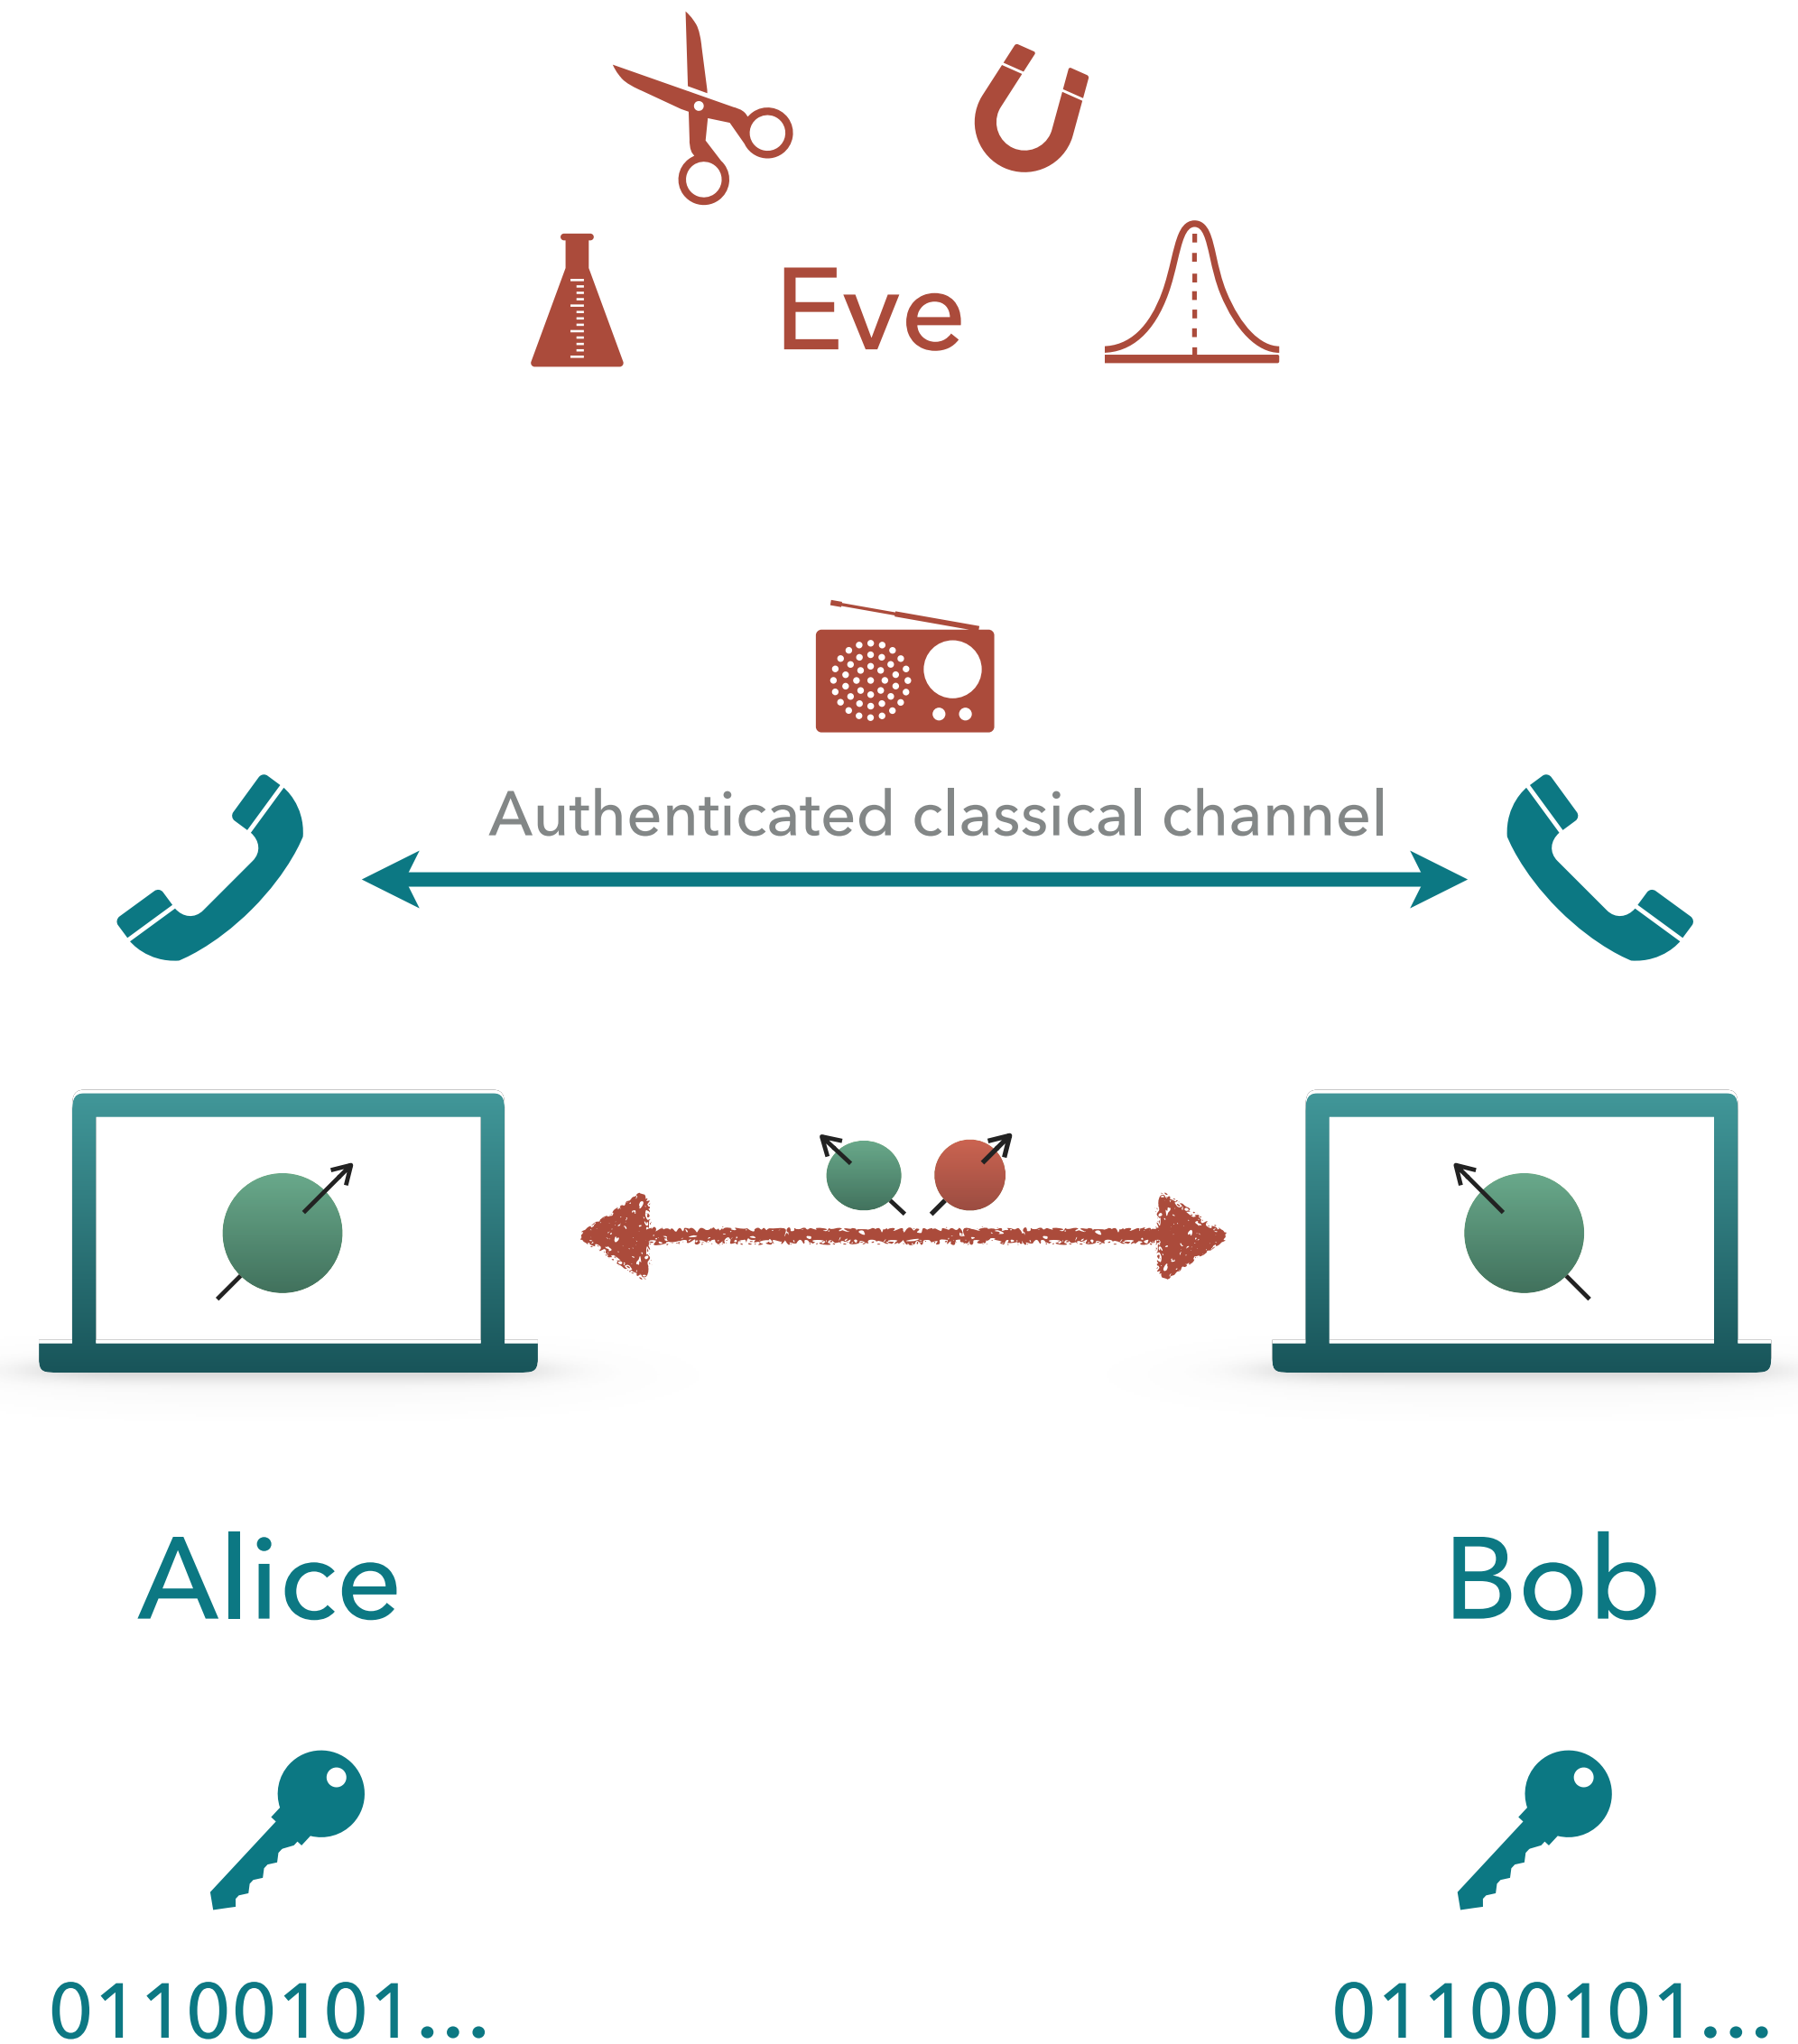 Eve
Authenticated classical channel
Alice
Bob
01100101...
01100101...